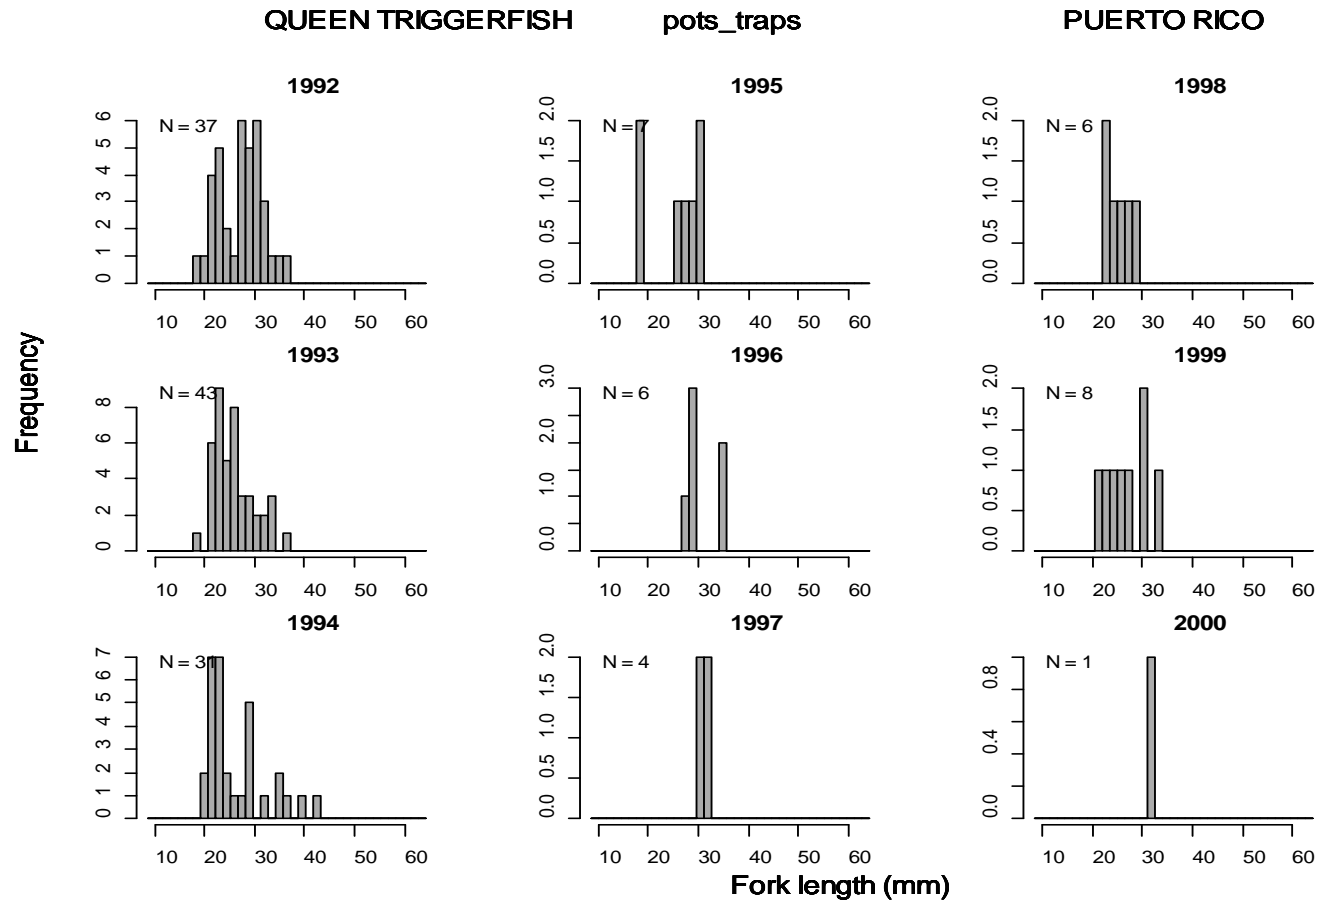 QUEEN TRIGGERFISH pots_traps PUERTO RICO
Frequency
1992
N = 37
0 1 2 3 4 5 6
10 20 30 40 50 60
1995
N = 7
0.0 0.5 1.0 1.5 2.0
10 20 30 40 50 60
1998
N = 6
0.0 0.5 1.0 1.5 2.0
10 20 30 40 50 60
1993
N = 43
0 2 4 6 8
10 20 30 40 50 60
1996
N = 6
0.0 1.0 2.0 3.0
10 20 30 40 50 60
1999
N = 8
0.0 0.5 1.0 1.5 2.0
10 20 30 40 50 60
1994
N = 31
0 1 2 3 4 5 6 7
10 20 30 40 50 60
1997
N = 4
0.0 0.5 1.0 1.5 2.0
10 20 30 40 50 60
2000
N = 1
0.0 0.4 0.8
10 20 30 40 50 60
Fork length (mm)